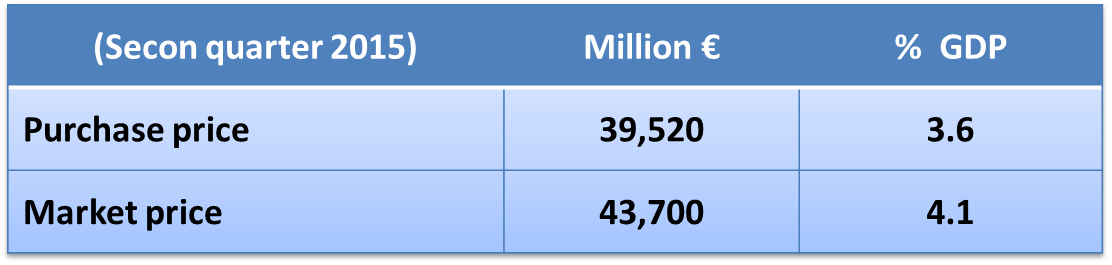 (Secon quarter 2015) Million € % GDP
Purchase price 39,520 3.6
Market price 43,700 4.1